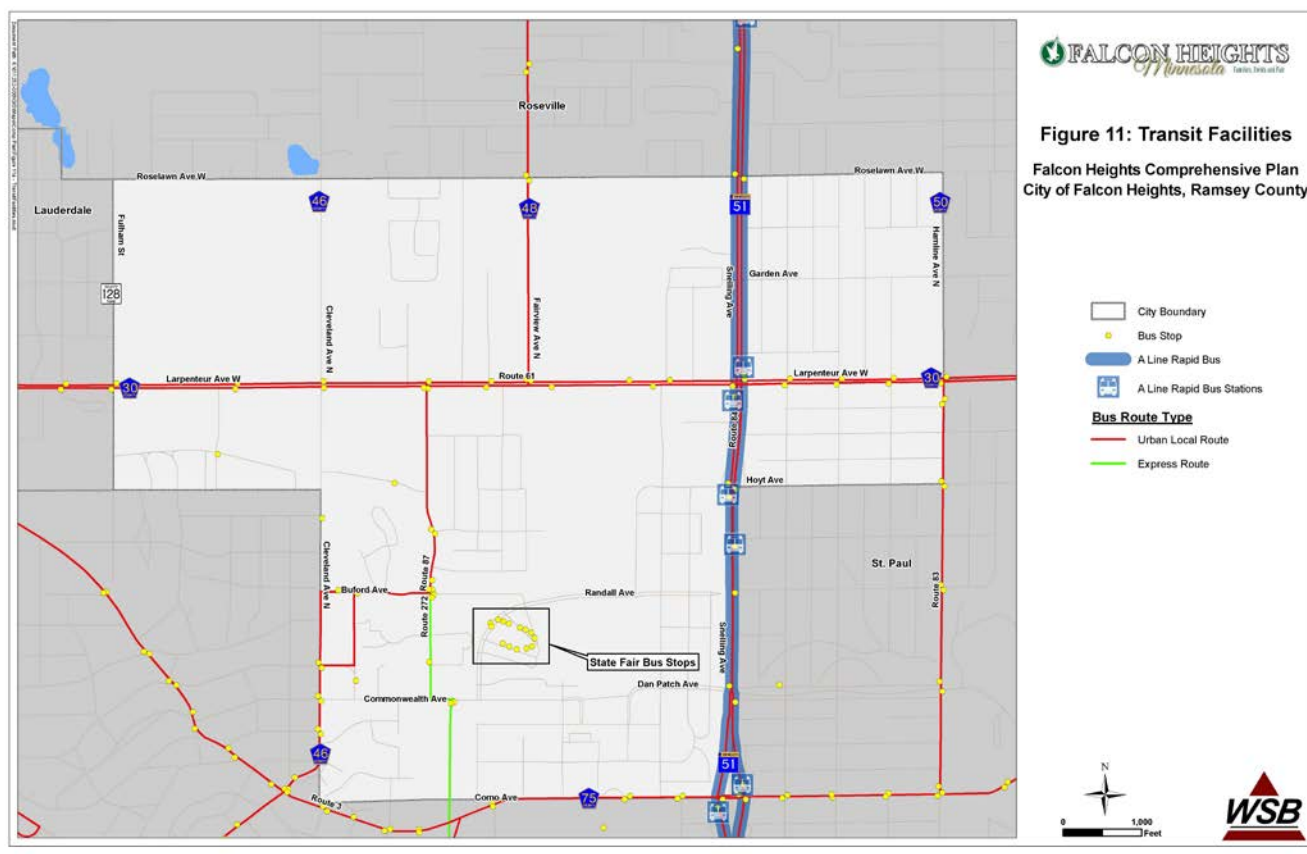 FALCON HEIGHTS
Minnesota
Figure 11: Transit Facilities
Falcon Heights Comprehensive Plan
City of Falcon Heights, Ramsey County
City Boundary
Bus Stop
A Line Rapid Bus
A Line Rapid Bus Stations
Bus Route Type
Urban Local Route
Express Route
Roseville
Roselawn Ave W
Roselawn Ave W
Lauderdale
46
48
51
50
Fulham St
Hamline Ave N
128
Snelling Ave
Garden Ave
Cleveland Ave N
Fairview Ave N
30
Larpenteur Ave W
Route 61
Larpenteur Ave W
30
Route 84
Hoyt Ave
Cleveland Ave N
Route 87
St. Paul
Buford Ave
Randall Ave
Route 83
Route 272
State Fair Bus Stops
Snelling Ave
Dan Patch Ave
Commonwealth Ave
46
51
Route 3
Como Ave
75
N
0
1,000
Feet
WSB